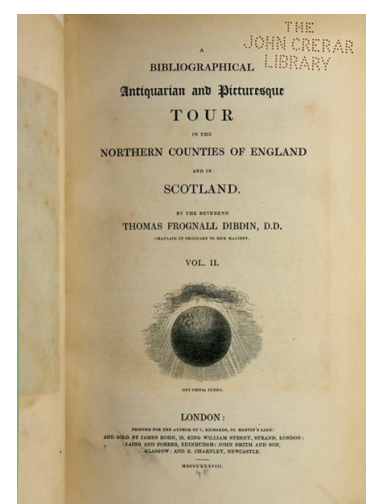 THE
JOHN CRERAR
LIBRARY
A
BIBLIOGRAPHICAL
Antiquarian and Picturesque
TOUR
IN THE
NORTHERN COUNTIES OF ENGLAND
AND IN
SCOTLAND.
BY THE REVEREND
THOMAS FROGNALL DIBDIN, D.D.
CHAPLAIN IN ORDINARY TO HER MAJESTY.
VOL. II.
OMNIA PLENA.
LONDON:
PRINTED FOR THE AUTHOR BY C. RICHARDS, ST. MARTIN'S LANE:
AND SOLD BY JAMES BOHN, 12, KING WILLIAM STREET, STRAND, LONDON:
LAING AND FORBES, EDINBURGH: JOHN SMITH AND SON,
GLASGOW: AND E. CHARNLEY, NEWCASTLE.
MDCCCXXXVIII.